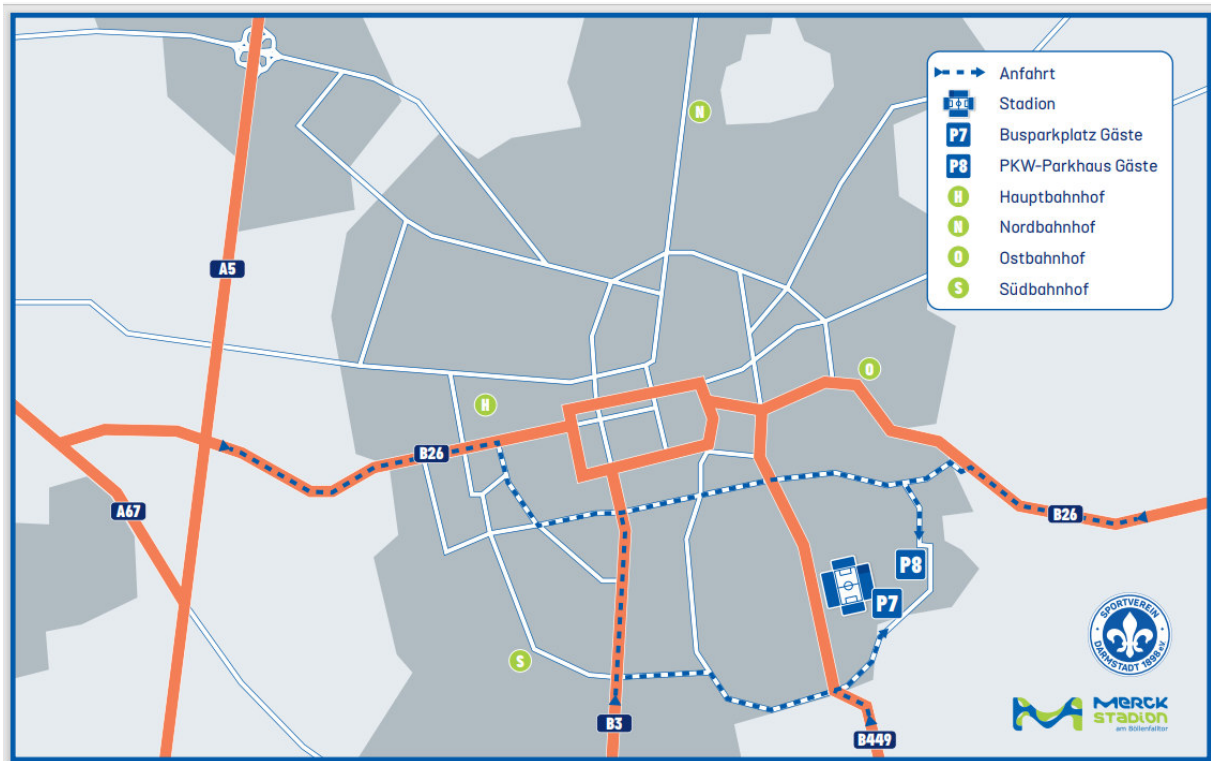 Anfahrt
Stadion
P7 Busparkplatz Gäste
P8 PKW-Parkhaus Gäste
H Hauptbahnhof
N Nordbahnhof
O Ostbahnhof
S Südbahnhof
N
A5
O
H
B26
A67
B26
P8
P7
S
B3
B449
SPORTVEREIN
DARMSTADT 1898 e.V.
MERCK
STADION
am Böllenfalltor